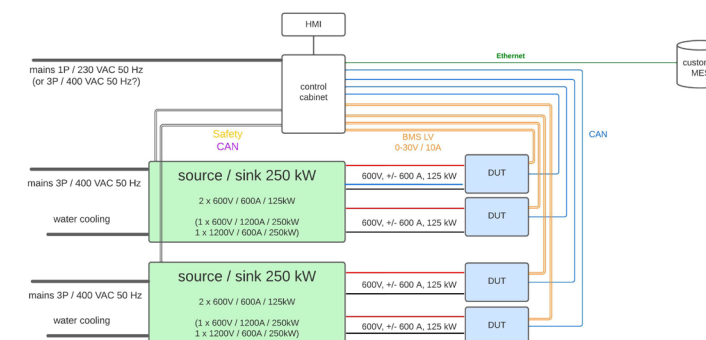 HMI
Ethernet
mains 1P / 230 VAC 50 Hz
(or 3P / 400 VAC 50 Hz?)
control
cabinet
Safety
CAN
BMS LV
0-30V / 10A
CAN
mains 3P / 400 VAC 50 Hz
water cooling
source / sink 250 kW
2 x 600V / 600A / 125kW
(1 x 600V / 1200A / 250kW
1 x 1200V / 600A / 250kW)
600V, +/- 600 A, 125 kW
DUT
600V, +/- 600 A, 125 kW
DUT
mains 3P / 400 VAC 50 Hz
water cooling
source / sink 250 kW
2 x 600V / 600A / 125kW
(1 x 600V / 1200A / 250kW
1 x 1200V / 600A / 250kW)
600V, +/- 600 A, 125 kW
DUT
600V, +/- 600 A, 125 kW
DUT